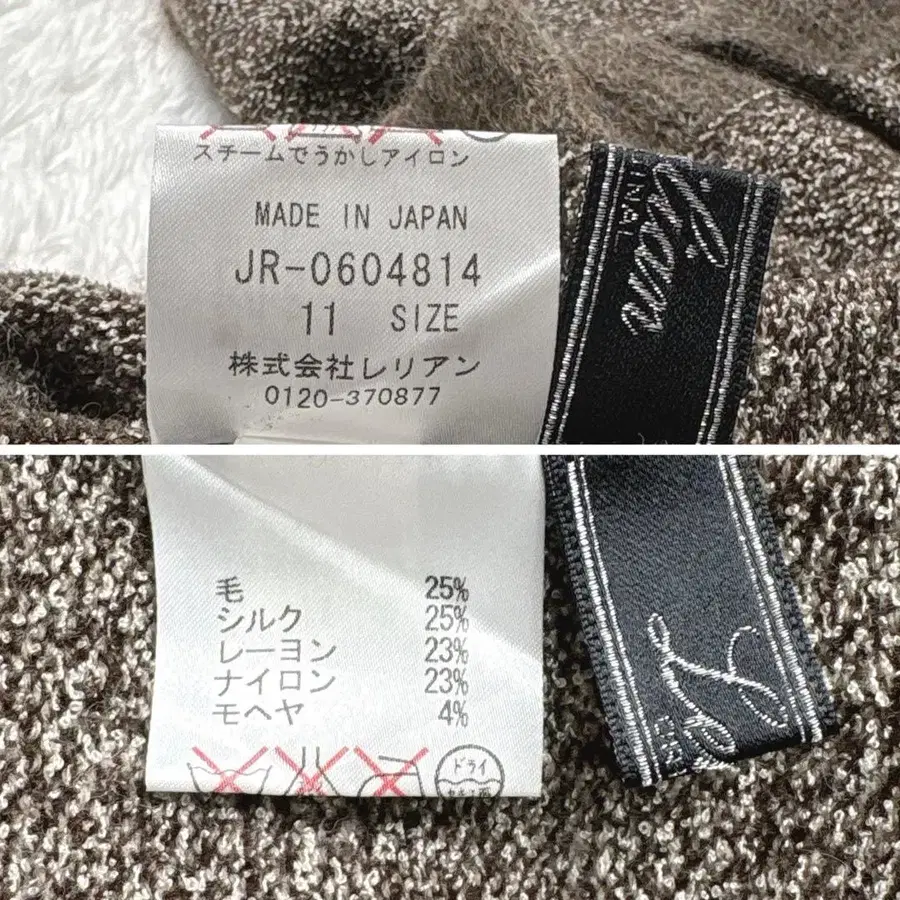 スチームでうかしアイロン
MADE IN JAPAN
JR-0604814
11 SIZE
株式会社レリアン
0120-370877
毛 25%
シルク 25%
レーヨン 23%
ナイロン 23%
モヘヤ 4%
ドライ